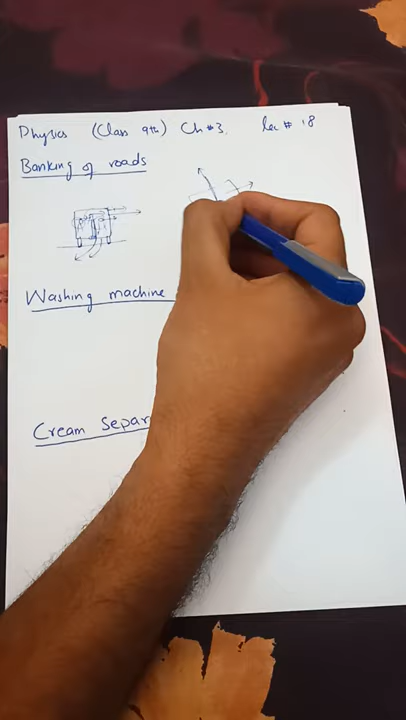 Physics (Class 9th) Ch # 3, Lec # 18
Banking of roads
Washing machine
Cream Separ